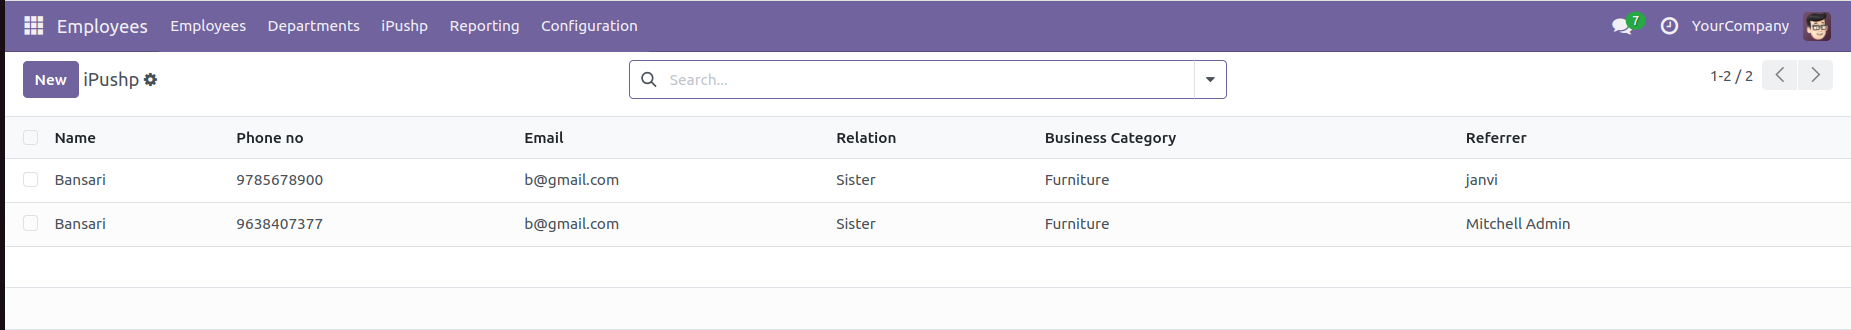 Employees Employees Departments iPushp Reporting Configuration 7 YourCompany
New iPushp Search... 1-2 / 2
Name Phone no Email Relation Business Category Referrer
Bansari 9785678900 b@gmail.com Sister Furniture janvi
Bansari 9638407377 b@gmail.com Sister Furniture Mitchell Admin